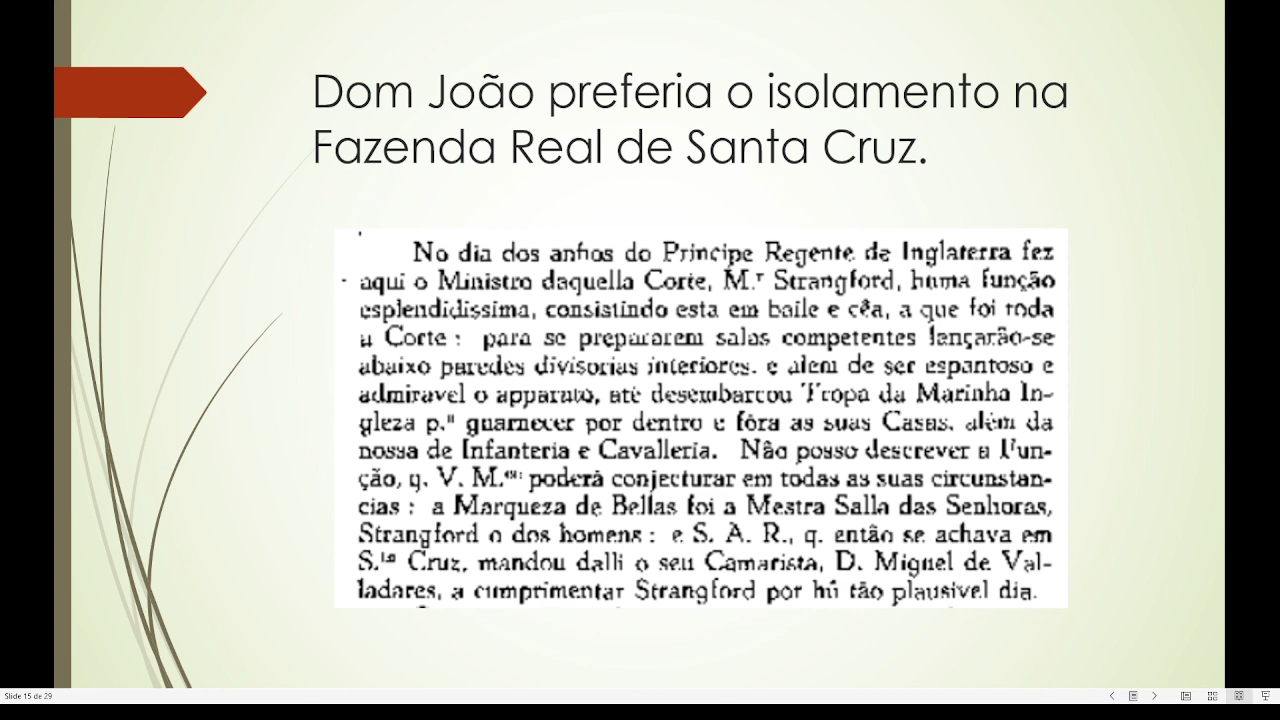 Dom João preferia o isolamento na
Fazenda Real de Santa Cruz.
No dia dos anños do Principe Regente de Inglaterra fez
aqui o Ministro daquella Corte, M.r Strangford, huma função
esplendidissima, consistindo esta em baile e cêa, a que foi toda
a Corte : para se prepararem salas competentes lançarão-se
abaixo paredes divisorias interiores, e alem de ser espantoso e
admiravel o apparato, até desembarcou Tropa da Marinha In-
gleza p.a guarnecer por dentro e fóra as suas Casas, além da
nossa de Infanteria e Cavalleria. Não posso descrever a Fun-
ção, q. V. M.ce poderá conjecturar em todas as suas circunstan-
cias : a Marqueza de Bellas foi a Mestra Salla das Senhoras,
Strangford o dos homens : e S. A. R., q. então se achava em
S.ta Cruz, mandou dalli o seu Camarista, D. Miguel de Val-
ladares, a cumprimentar Strangford por hú tão plausivel dia.
Slide 15 de 29